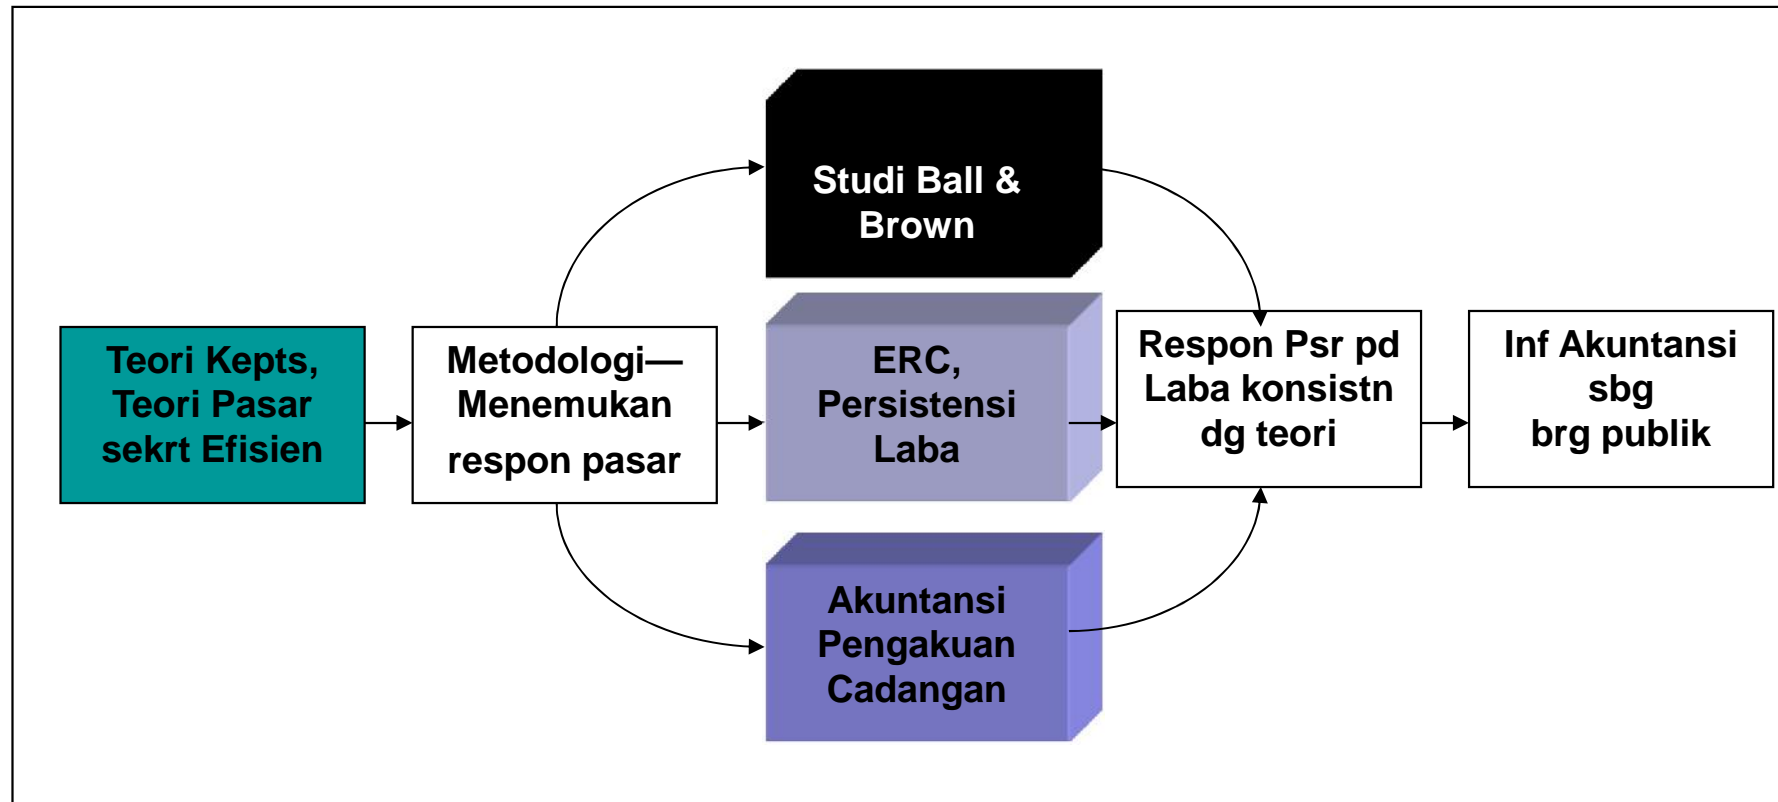 Teori Kepts,
Teori Pasar
sekrt Efisien
Metodologi—
Menemukan
respon pasar
Studi Ball &
Brown
ERC,
Persistensi
Laba
Akuntansi
Pengakuan
Cadangan
Respon Psr pd
Laba konsistn
dg teori
Inf Akuntansi
sbg
brg publik